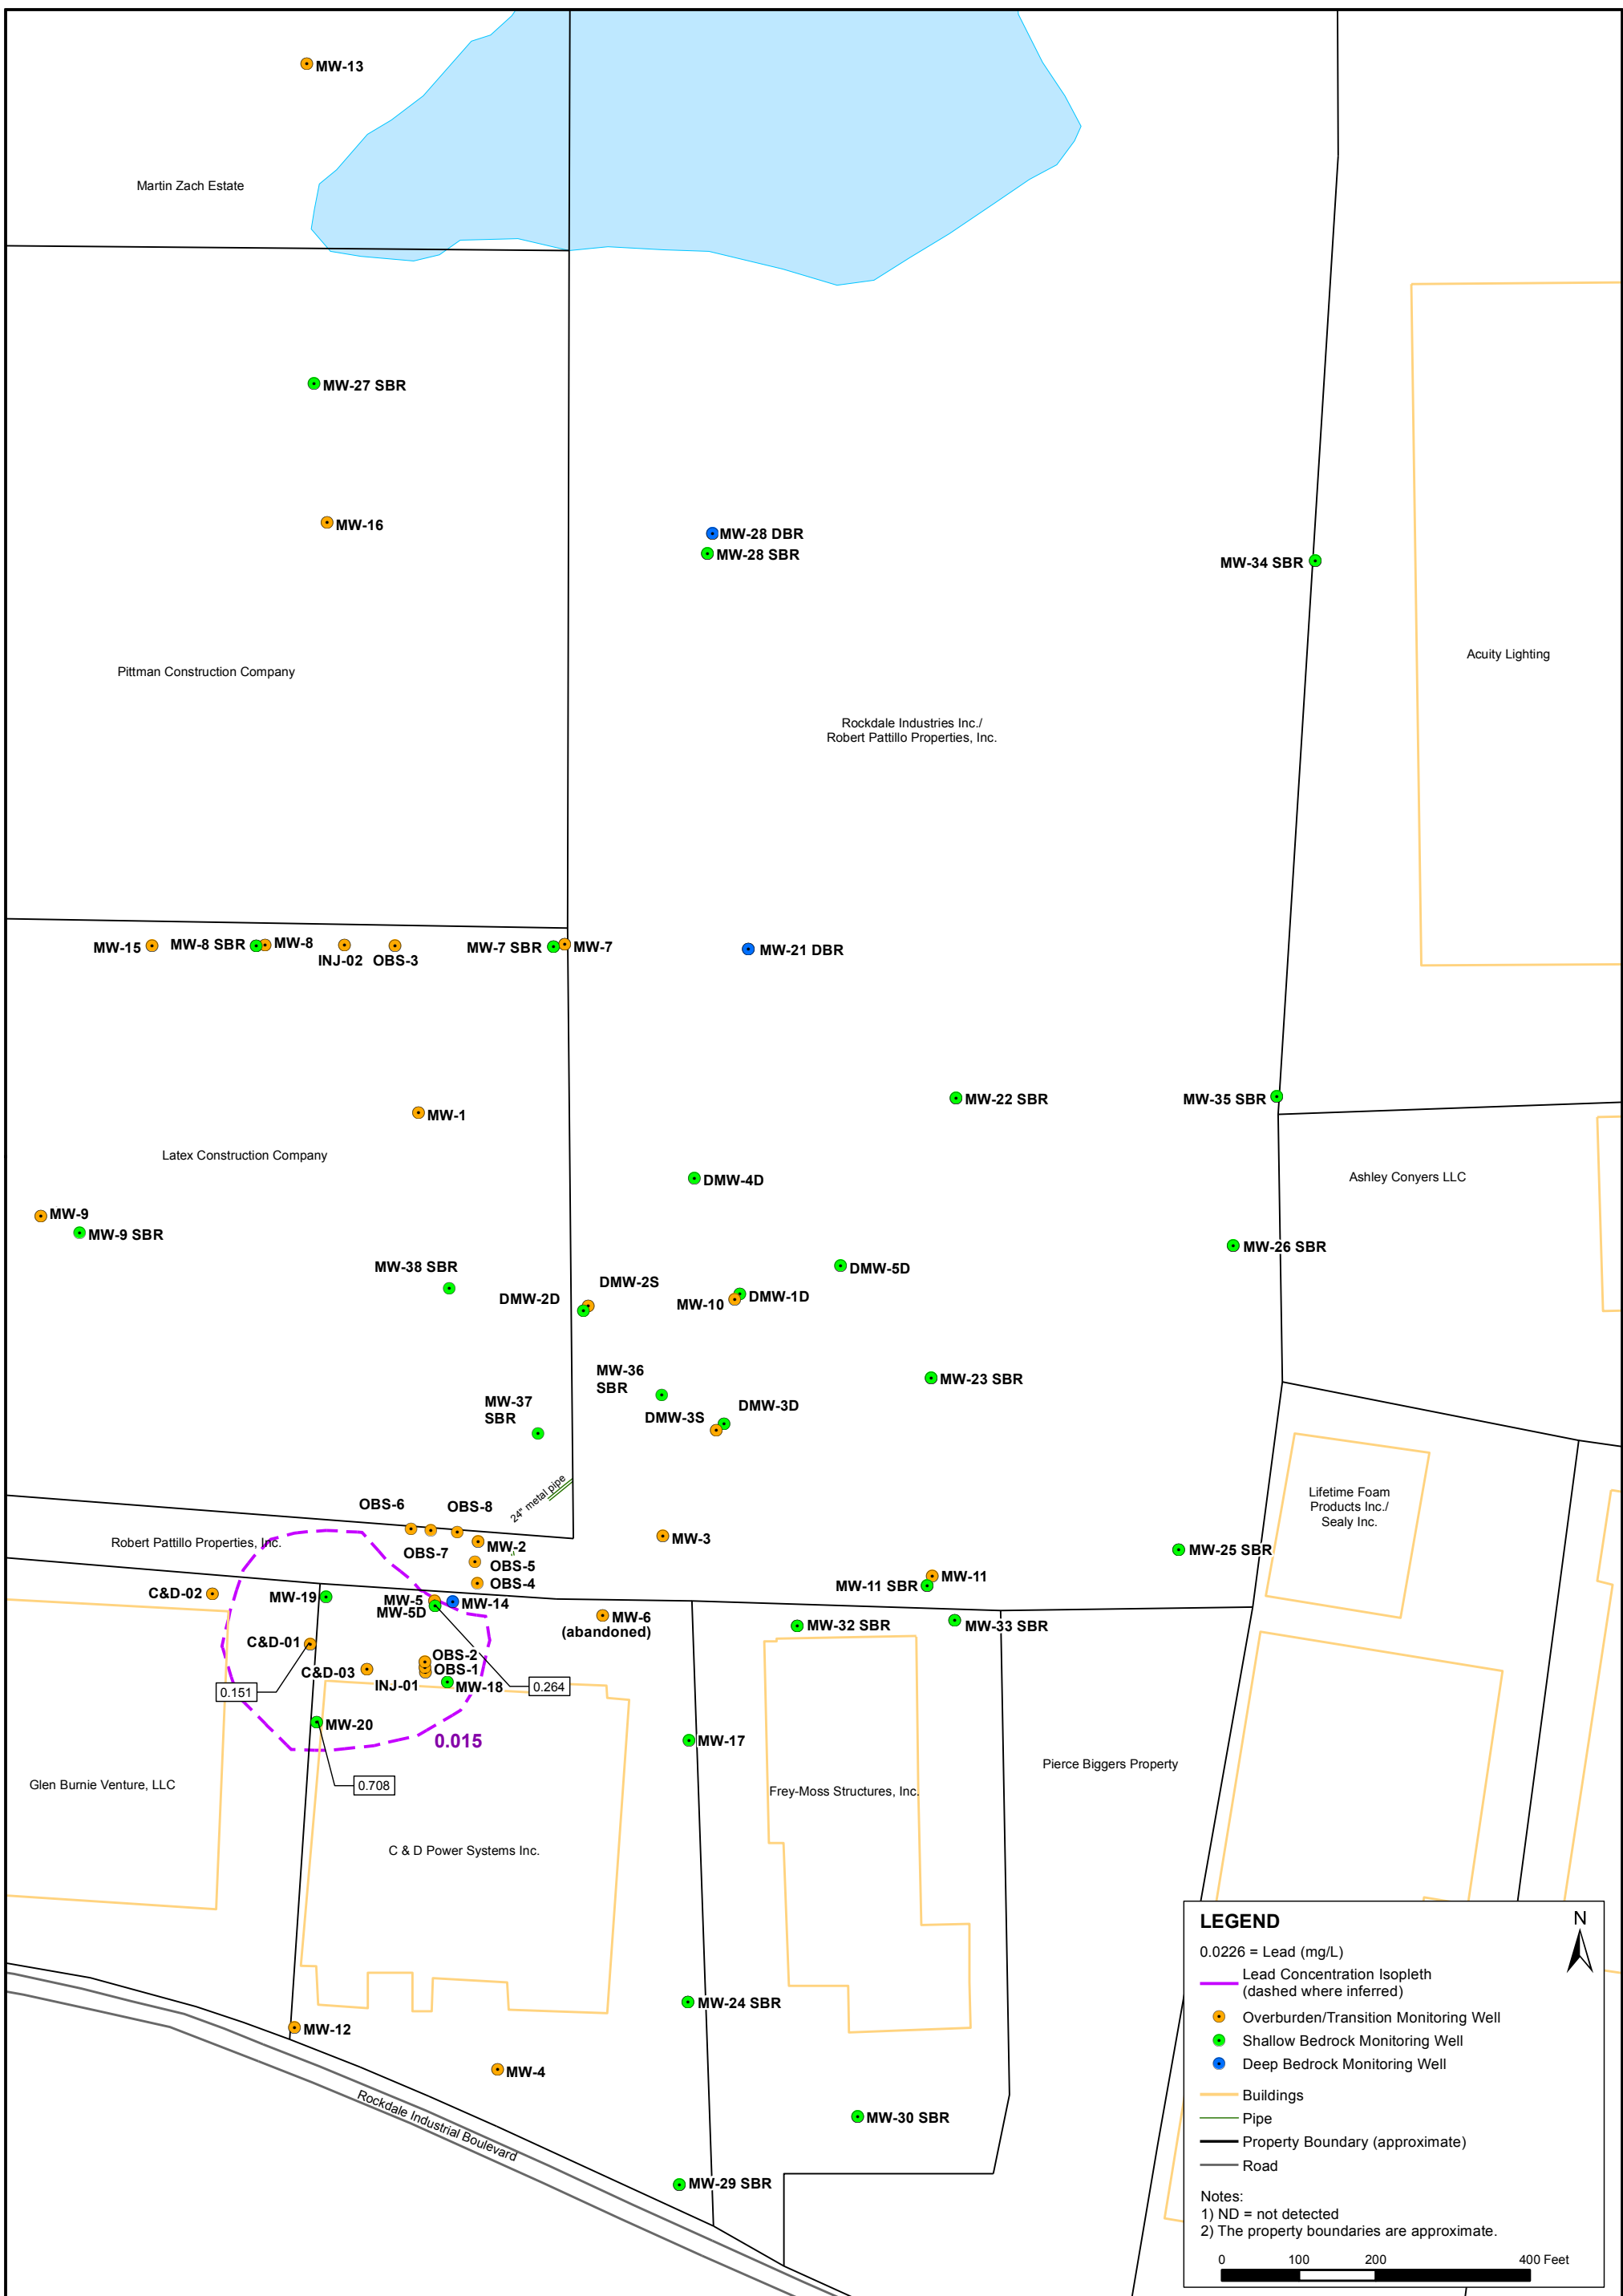 MW-13
Martin Zach Estate
MW-27 SBR
MW-16
MW-28 DBR
MW-28 SBR
MW-34 SBR
Acuity Lighting
Pittman Construction Company
Rockdale Industries Inc./
Robert Pattillo Properties, Inc.
MW-15
MW-8 SBR
MW-8
INJ-02
OBS-3
MW-7 SBR
MW-7
MW-21 DBR
MW-1
MW-22 SBR
MW-35 SBR
Latex Construction Company
DMW-4D
Ashley Conyers LLC
MW-9
MW-9 SBR
MW-26 SBR
MW-38 SBR
DMW-5D
DMW-2S
DMW-2D
MW-10
DMW-1D
MW-36
SBR
MW-23 SBR
MW-37
SBR
DMW-3S
DMW-3D
24" metal pipe
Lifetime Foam
Products Inc./
Sealy Inc.
OBS-6
OBS-8
Robert Pattillo Properties, Inc.
OBS-7
MW-2
MW-3
OBS-5
MW-25 SBR
OBS-4
MW-11
MW-11 SBR
C&D-02
MW-19
MW-5
MW-5D
MW-14
MW-6
(abandoned)
MW-32 SBR
MW-33 SBR
C&D-01
OBS-2
OBS-1
C&D-03
INJ-01
MW-18
0.151
0.264
MW-20
0.015
MW-17
Pierce Biggers Property
Glen Burnie Venture, LLC
0.708
Frey-Moss Structures, Inc.
C & D Power Systems Inc.
MW-24 SBR
MW-12
MW-4
Rockdale Industrial Boulevard
MW-30 SBR
MW-29 SBR
LEGEND
N
0.0226 = Lead (mg/L)
Lead Concentration Isopleth
(dashed where inferred)
Overburden/Transition Monitoring Well
Shallow Bedrock Monitoring Well
Deep Bedrock Monitoring Well
Buildings
Pipe
Property Boundary (approximate)
Road
Notes:
1) ND = not detected
2) The property boundaries are approximate.
0 100 200 400 Feet